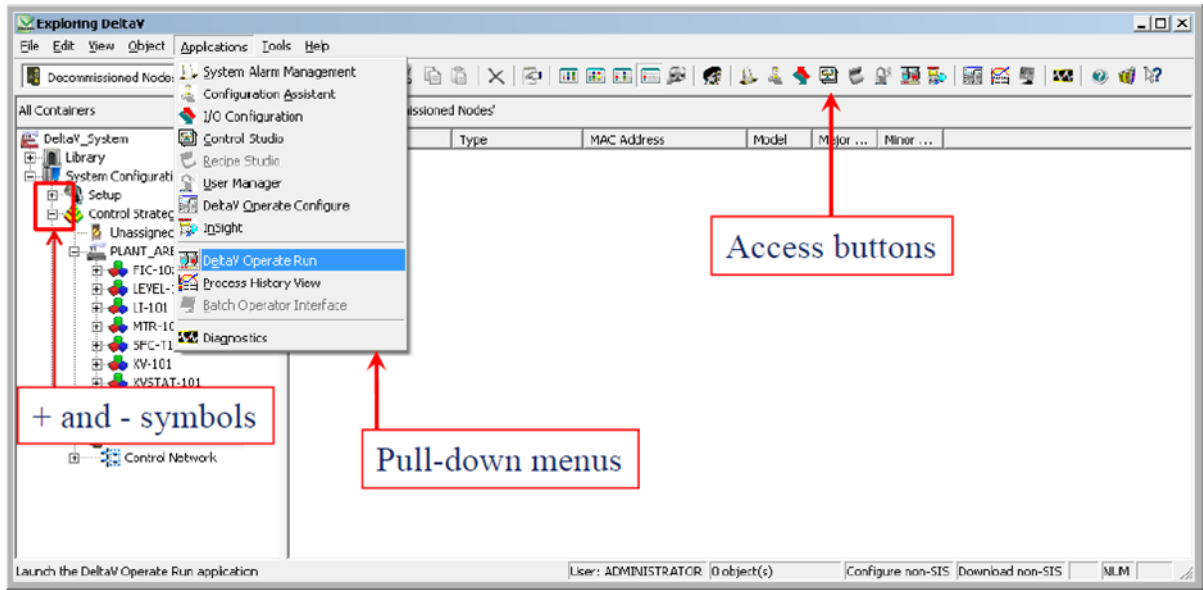 Exploring DeltaV
File Edit View Object Applications Tools Help
Decommissioned Nodes
All Containers
missioned Nodes'
DeltaV_System
Library
System Configurati
Setup
Control Strateg
Unassigned
PLANT_ARE
FIC-10
LEVEL-
LI-101
MTR-10
SFC-T1
XV-101
XVSTAT-101
Control Network
System Alarm Management
Configuration Assistant
I/O Configuration
Control Studio
Recipe Studio
User Manager
DeltaV Operate Configure
InSight
DeltaV Operate Run
Process History View
Batch Operator Interface
Diagnostics
Type MAC Address Model Major ... Minor ...
Access buttons
+ and - symbols
Pull-down menus
Launch the DeltaV Operate Run application
User: ADMINISTRATOR 0 object(s) Configure non-SIS Download non-SIS NUM